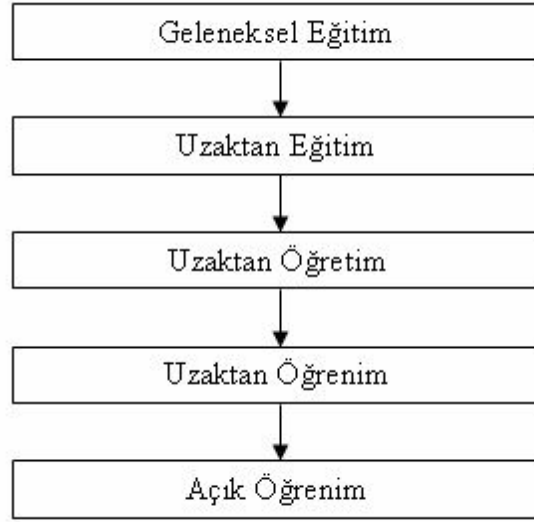 Geleneksel Eğitim
Uzaktan Eğitim
Uzaktan Öğretim
Uzaktan Öğrenim
Açık Öğrenim